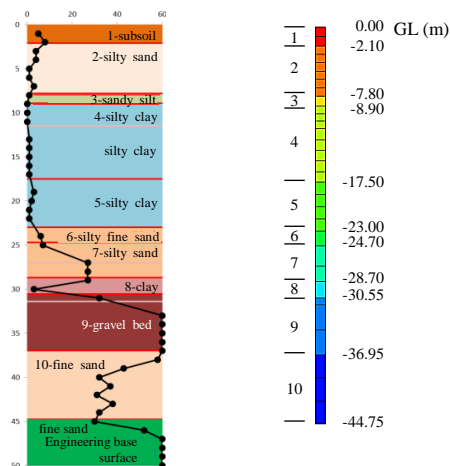 0 20 40 60
0
5
10
15
20
25
30
35
40
45
50
1-subsoil
2-silty sand
3-sandy silt
4-silty clay
silty clay
5-silty clay
6-silty fine sand
7-silty sand
8-clay
9-gravel bed
10-fine sand
fine sand
Engineering base
surface
1
2
3
4
5
6
7
8
9
10
0.00 GL (m)
-2.10
-7.80
-8.90
-17.50
-23.00
-24.70
-28.70
-30.55
-36.95
-44.75